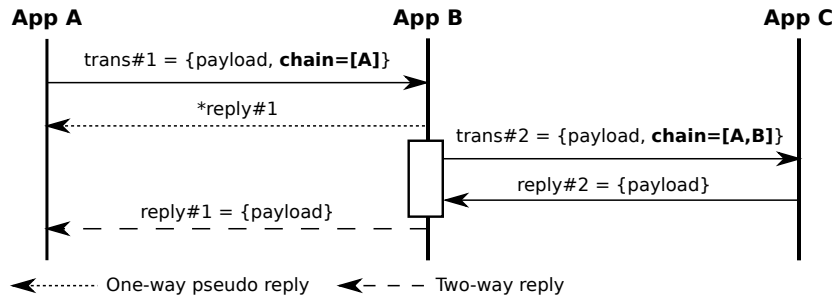 App A App B App C
trans#1 = {payload, chain=[A]}
*reply#1
trans#2 = {payload, chain=[A,B]}
reply#2 = {payload}
reply#1 = {payload}
One-way pseudo reply Two-way reply